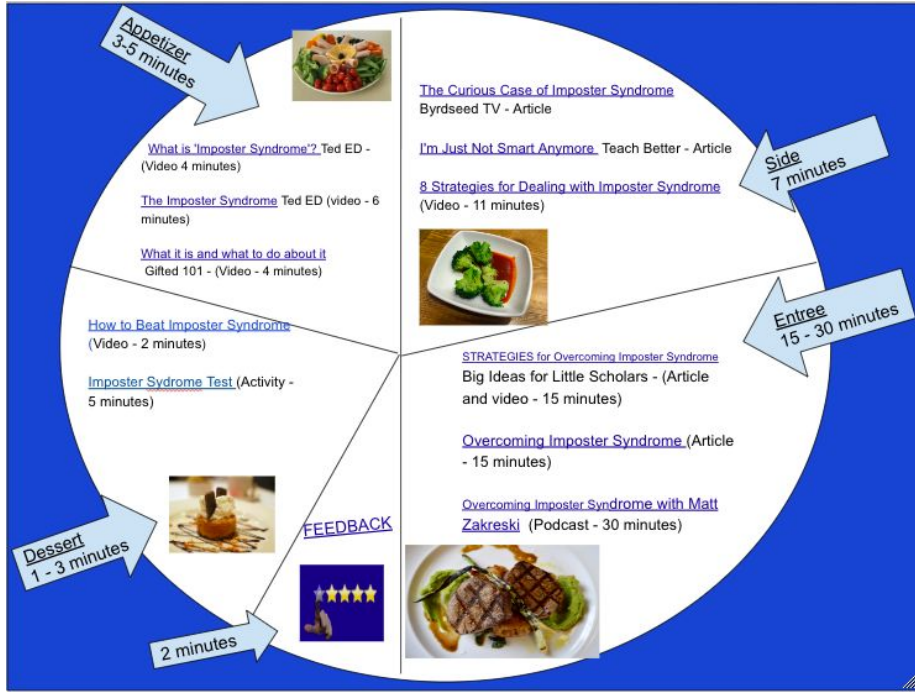 Appetizer
3-5 minutes
What is 'Imposter Syndrome'? Ted ED -
(Video 4 minutes)
The Imposter Syndrome Ted ED (video - 6
minutes)
What it is and what to do about it
Gifted 101 - (Video - 4 minutes)
The Curious Case of Imposter Syndrome
Byrdseed TV - Article
I'm Just Not Smart Anymore Teach Better - Article
8 Strategies for Dealing with Imposter Syndrome
(Video - 11 minutes)
Side
7 minutes
Entree
15 - 30 minutes
STRATEGIES for Overcoming Imposter Syndrome
Big Ideas for Little Scholars - (Article
and video - 15 minutes)
Overcoming Imposter Syndrome (Article
- 15 minutes)
Overcoming Imposter Syndrome with Matt
Zakreski (Podcast - 30 minutes)
How to Beat Imposter Syndrome
(Video - 2 minutes)
Imposter Sydrome Test (Activity -
5 minutes)
Dessert
1 - 3 minutes
FEEDBACK
2 minutes